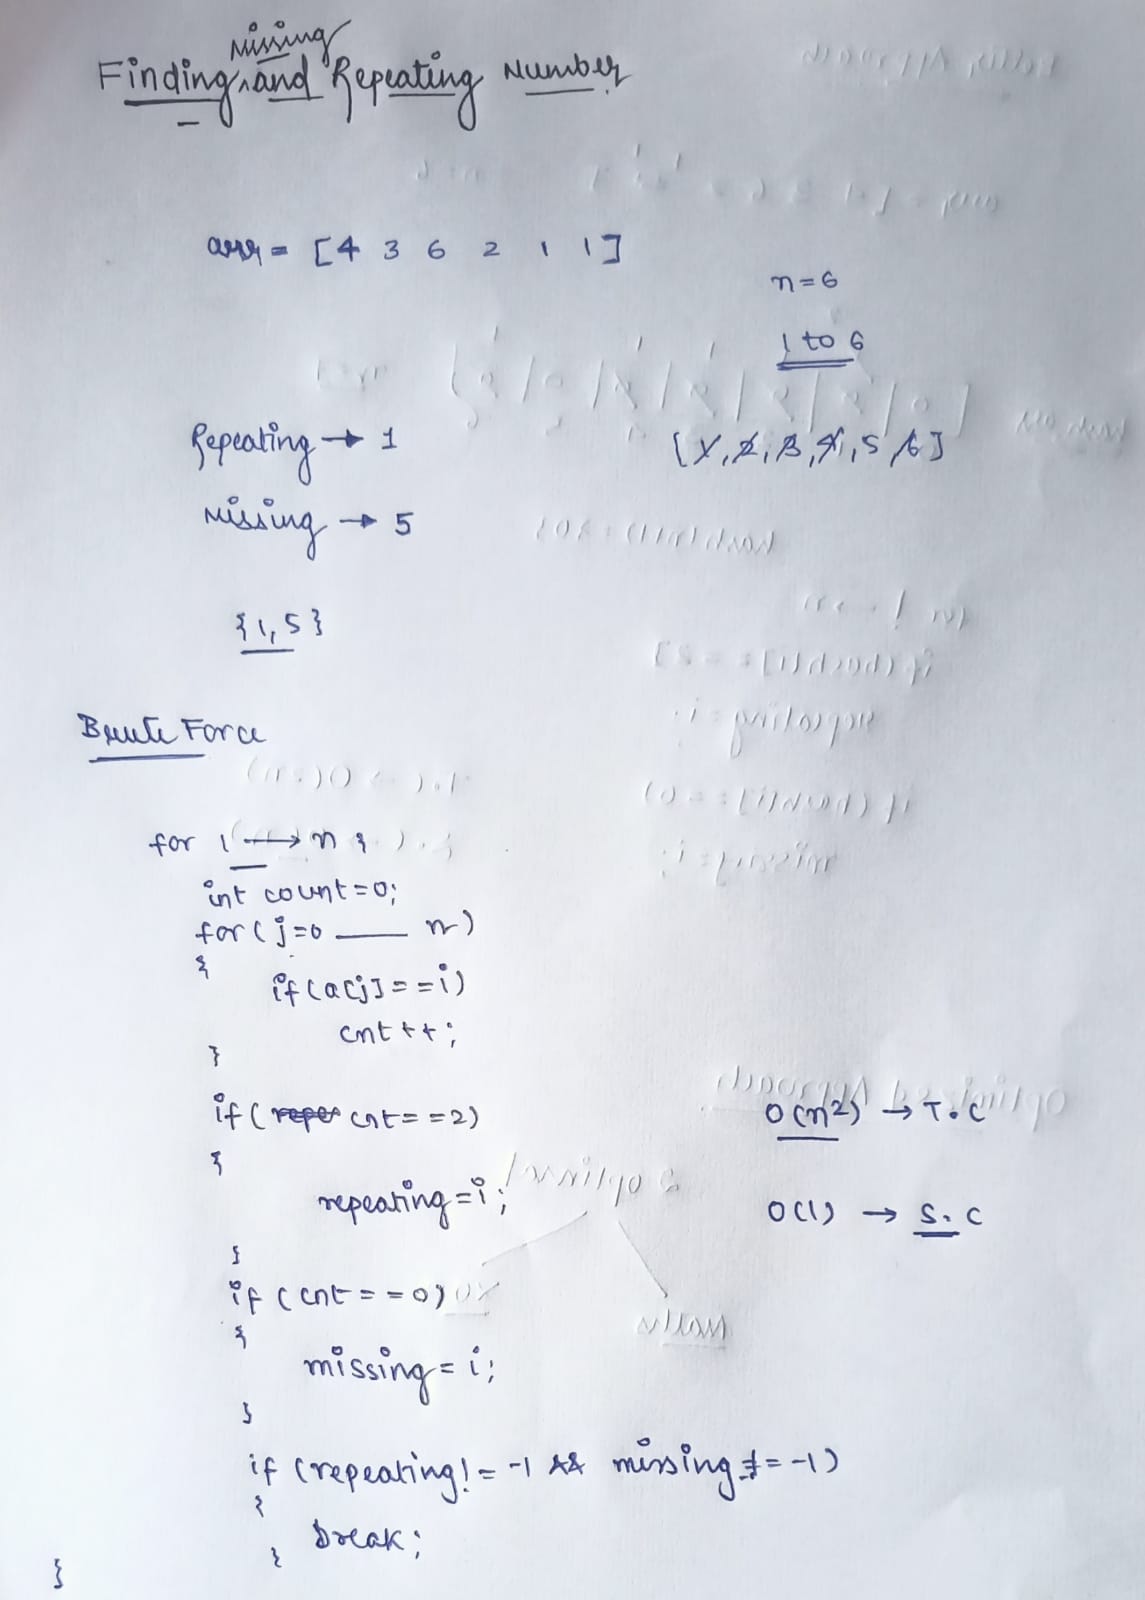 Finding missing and Repeating Number
arr = [4 3 6 2 1 1]
n=6
1 to 6
Repeating → 1
[1,2,3,4,5,6]
Missing → 5
{1,5}
Brute Force
for 1 → n {
int count=0;
for(j=0 — n)
{
if(a[j]==i)
cnt++;
}
if(cnt==2)
{
repeating=i;
}
if(cnt==0)
{
missing=i;
}
if (repeating!=-1 && missing!=-1)
{
break;
}
}
O(n2) → T.C
O(1) → S.C